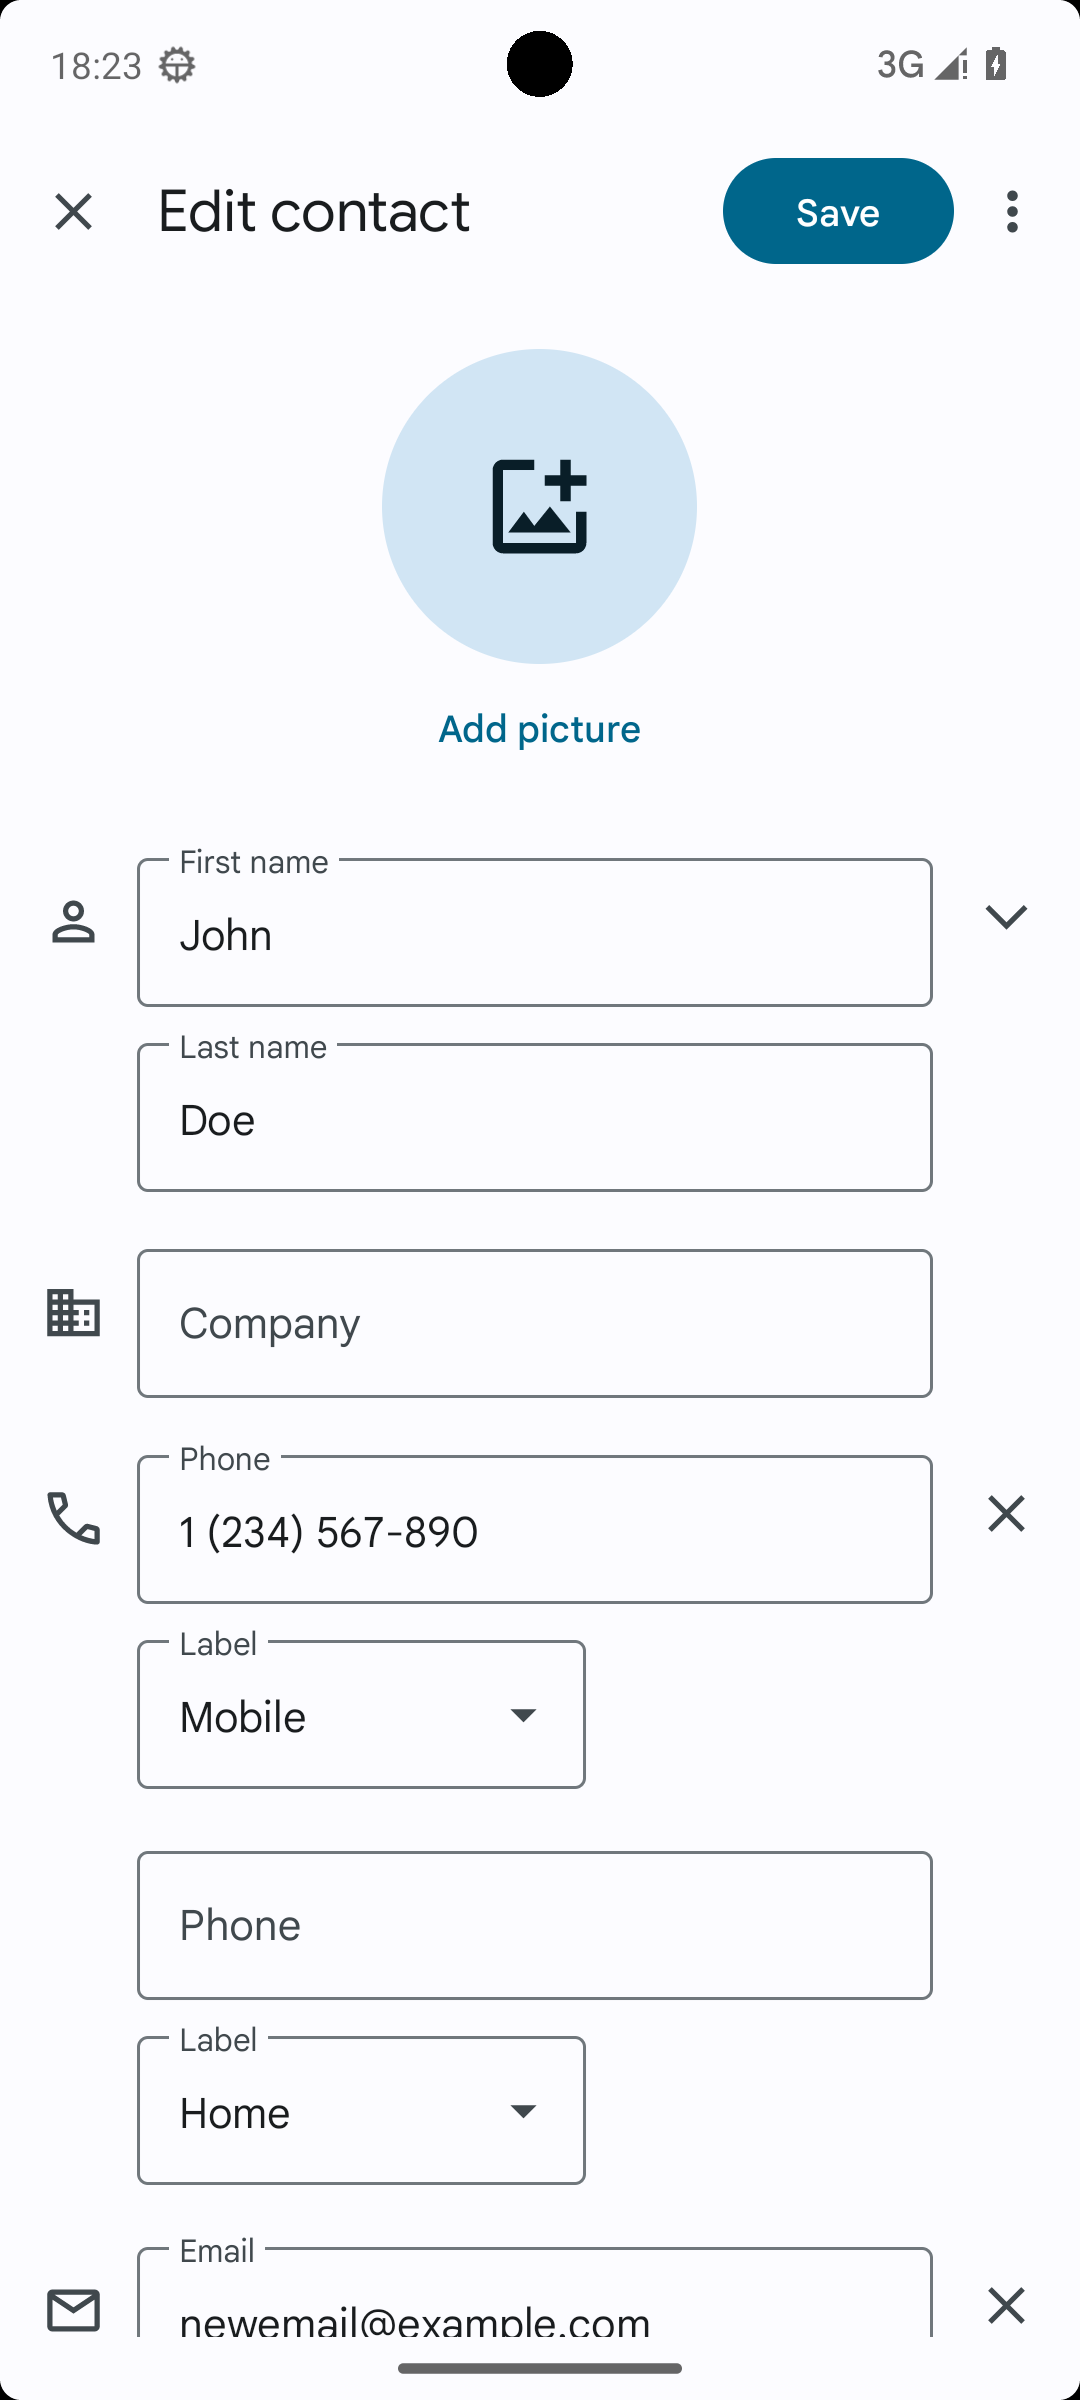 18:23
3G
Edit contact
Save
Add picture
First name
John
Last name
Doe
Company
Phone
1 (234) 567-890
Label
Mobile
Phone
Label
Home
Email
newemail@example.com